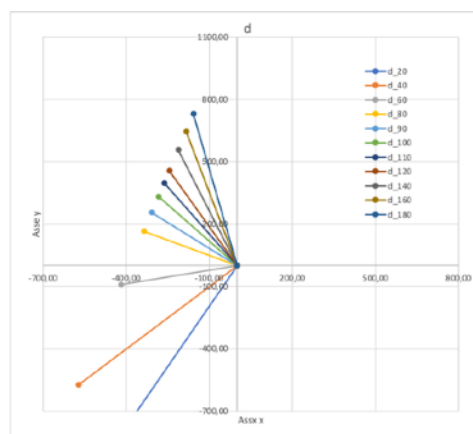 d
1100,00
800,00
500,00
200,00
-700,00
-400,00
-100,00
200,00
500,00
800,00
-100,00
-400,00
-700,00
Asse y
Assx x
d_20
d_40
d_60
d_80
d_90
d_100
d_110
d_120
d_140
d_160
d_180